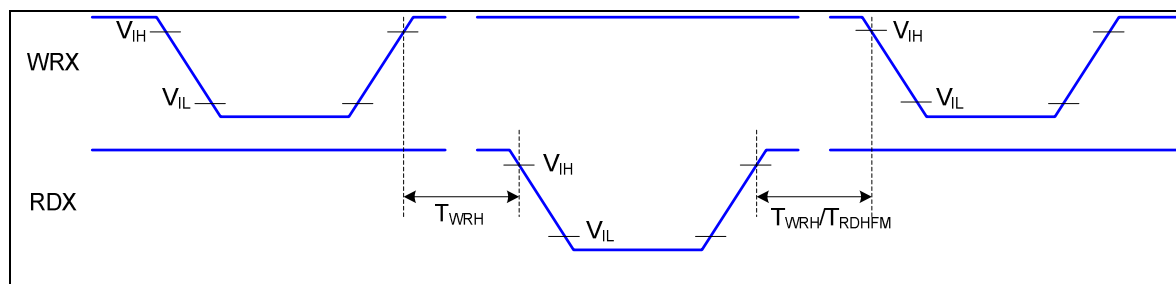 WRX
V_IH
V_IL
V_IH
V_IL
RDX
V_IH
V_IL
T_WRH
T_WRH/T_RDHFM